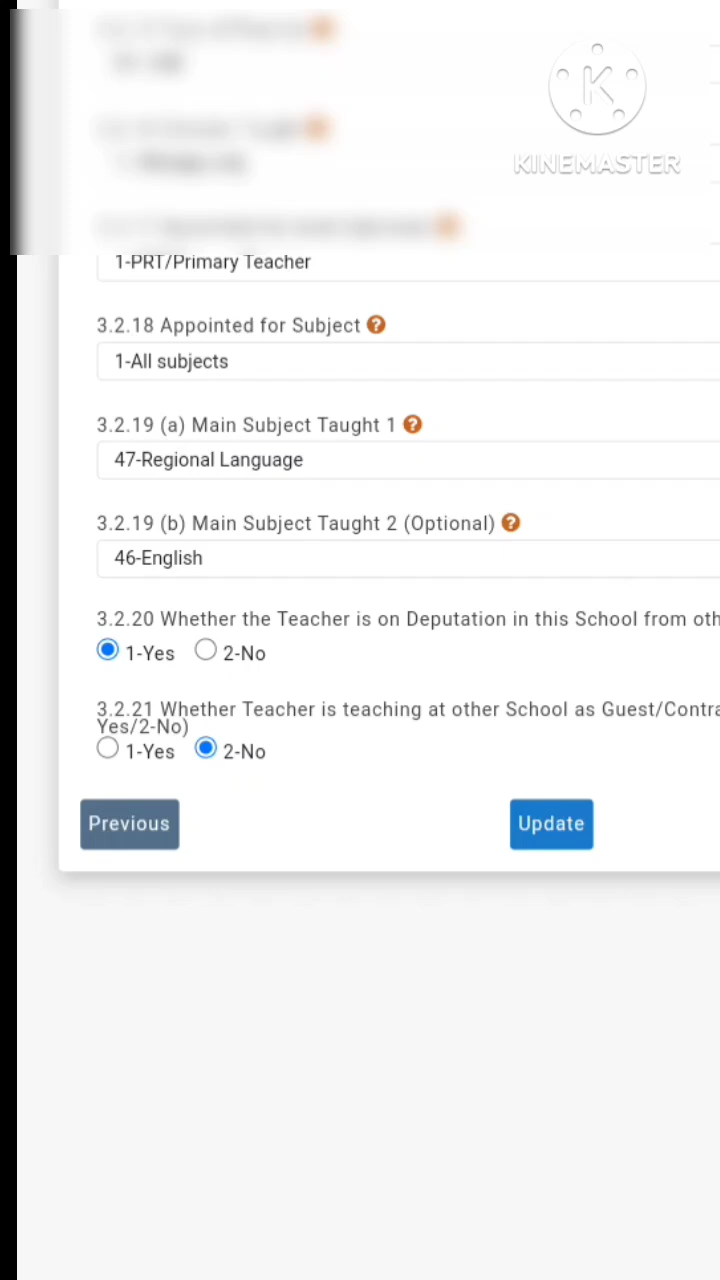 K
KINEMASTER
1-PRT/Primary Teacher
3.2.18 Appointed for Subject ?
1-All subjects
3.2.19 (a) Main Subject Taught 1 ?
47-Regional Language
3.2.19 (b) Main Subject Taught 2 (Optional) ?
46-English
3.2.20 Whether the Teacher is on Deputation in this School from oth
1-Yes 2-No
3.2.21 Whether Teacher is teaching at other School as Guest/Contra
Yes/2-No)
1-Yes 2-No
Previous Update